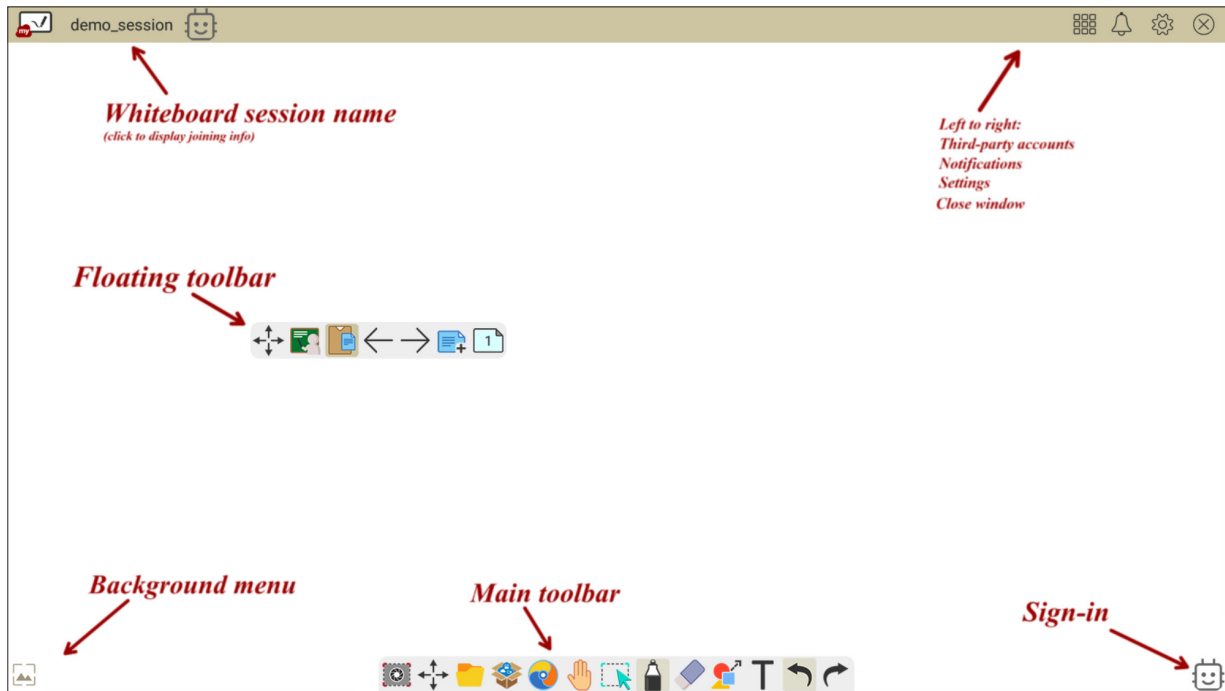 my
demo_session
Whiteboard session name
(click to display joining info)
Left to right:
Third-party accounts
Notifications
Settings
Close window
Floating toolbar
1
Background menu
Main toolbar
T
Sign-in